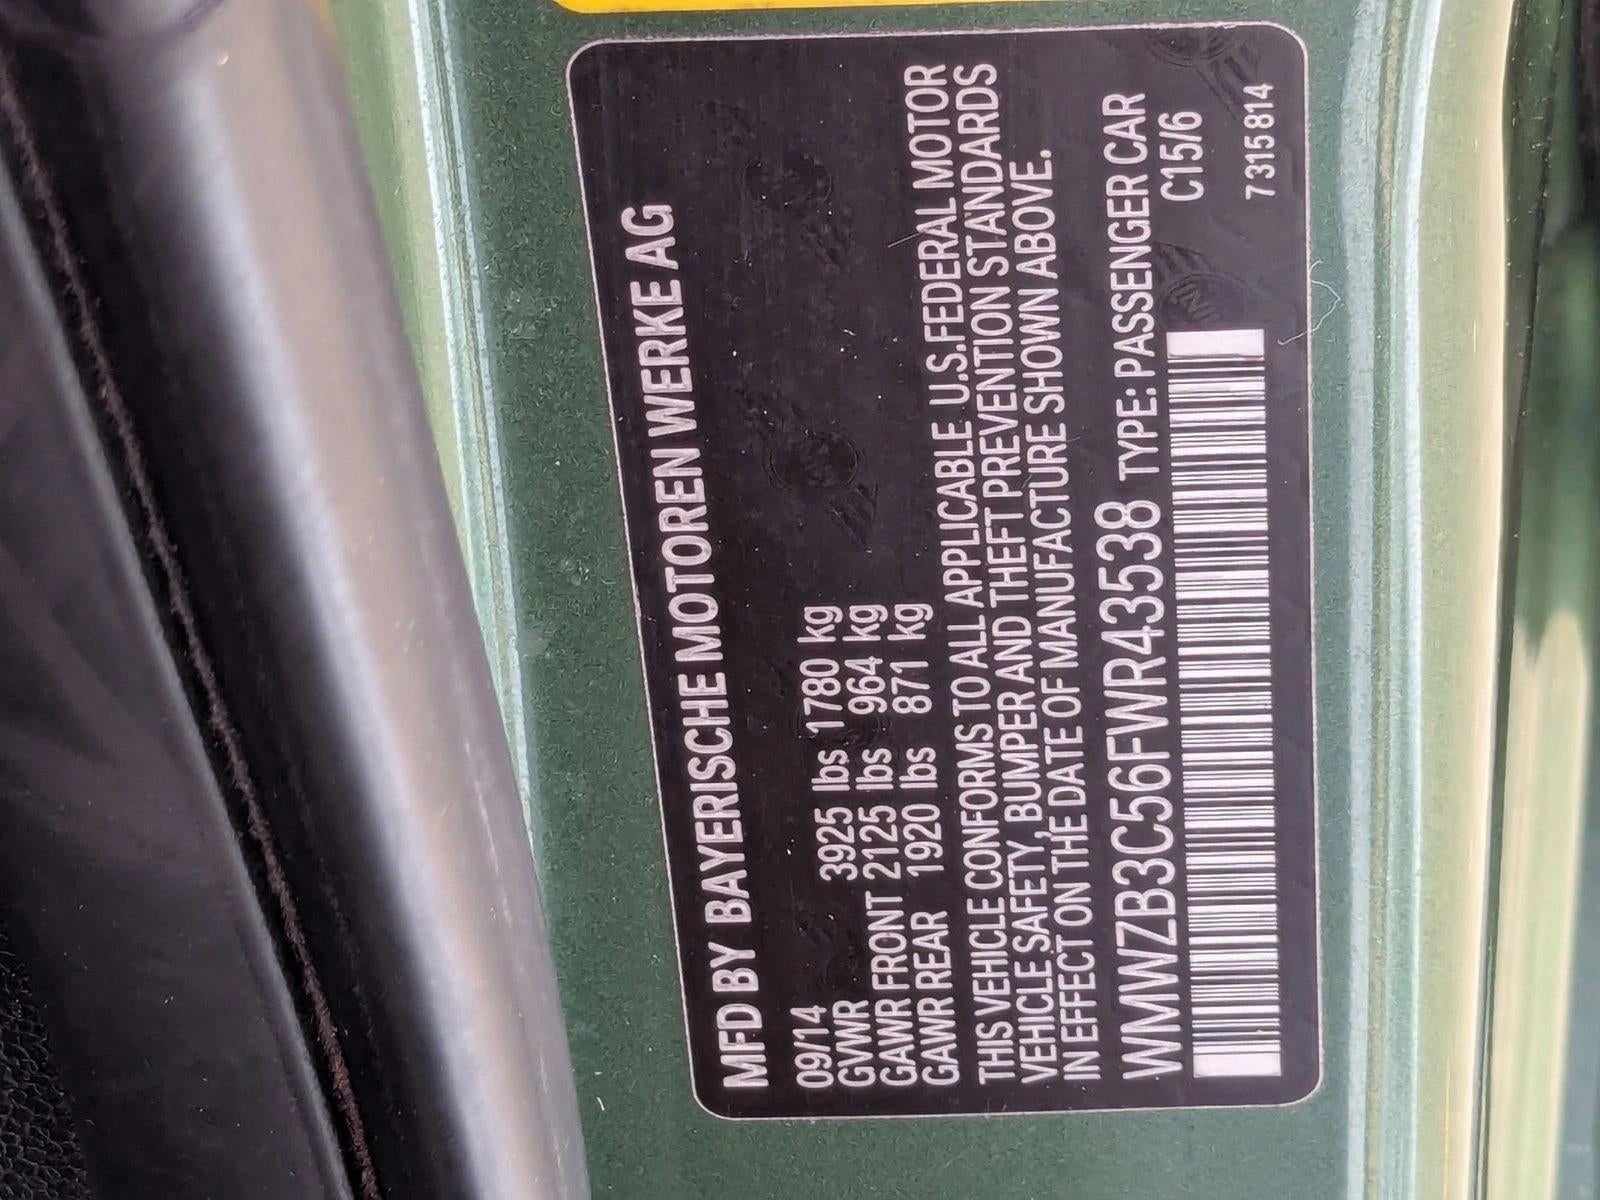 MFD BY BAYERISCHE MOTOREN WERKE AG
09/14
GVWR 3925 lbs 1780 kg
GAWR FRONT 2125 lbs 964 kg
GAWR REAR 1920 lbs 871 kg
THIS VEHICLE CONFORMS TO ALL APPLICABLE U.S.FEDERAL MOTOR
VEHICLE SAFETY, BUMPER AND THEFT PREVENTION STANDARDS
IN EFFECT ON THE DATE OF MANUFACTURE SHOWN ABOVE.
WMWZB3C56FWR43538 TYPE: PASSENGER CAR
C15/6
7315814